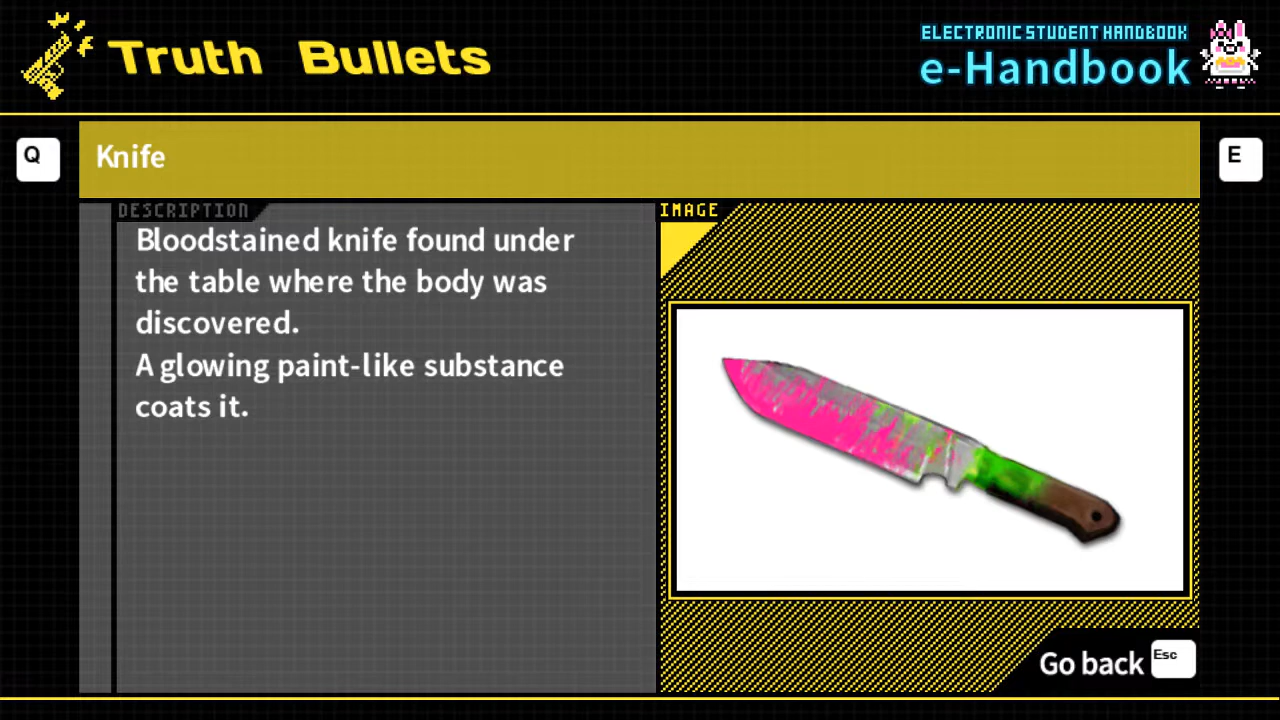 Truth Bullets
ELECTRONIC STUDENT HANDBOOK
e-Handbook
Q
Knife
E
DESCRIPTION
Bloodstained knife found under
the table where the body was
discovered.
A glowing paint-like substance
coats it.
IMAGE
Go back Esc